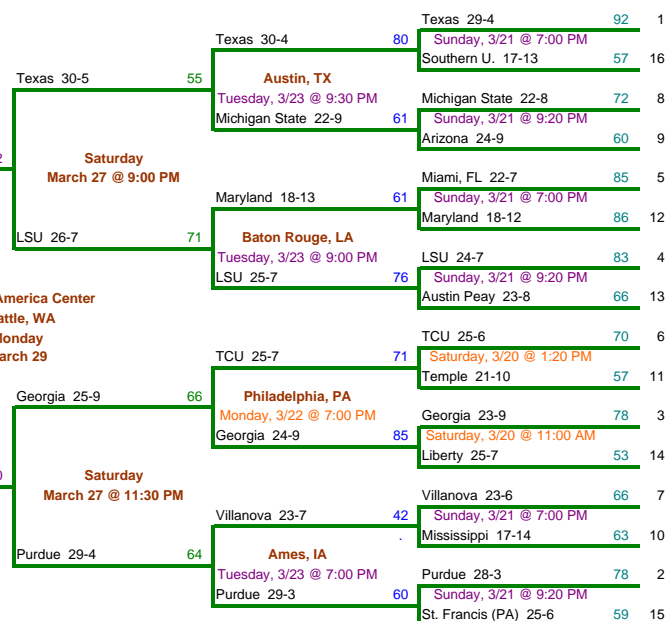 Texas 29-4 92 1
Sunday, 3/21 @ 7:00 PM
Texas 30-4 80
Southern U. 17-13 57 16
Austin, TX
Texas 30-5 55
Tuesday, 3/23 @ 9:30 PM
Michigan State 22-8 72 8
Sunday, 3/21 @ 9:20 PM
Michigan State 22-9 61
Arizona 24-9 60 9
Saturday
March 27 @ 9:00 PM
2
Miami, FL 22-7 85 5
Sunday, 3/21 @ 7:00 PM
Maryland 18-13 61
Maryland 18-12 86 12
LSU 26-7 71
Baton Rouge, LA
Tuesday, 3/23 @ 9:00 PM
LSU 24-7 83 4
Sunday, 3/21 @ 9:20 PM
LSU 25-7 76
Austin Peay 23-8 66 13
America Center
attle, WA
Monday
arch 29
TCU 25-6 70 6
Saturday, 3/20 @ 1:20 PM
TCU 25-7 71
Temple 21-10 57 11
Georgia 25-9 66
Philadelphia, PA
Monday, 3/22 @ 7:00 PM
Georgia 23-9 78 3
Saturday, 3/20 @ 11:00 AM
Georgia 24-9 85
Liberty 25-7 53 14
Saturday
March 27 @ 11:30 PM
0
Villanova 23-6 66 7
Sunday, 3/21 @ 7:00 PM
Villanova 23-7 42
.
Mississippi 17-14 63 10
Purdue 29-4 64
Ames, IA
Tuesday, 3/23 @ 7:00 PM
Purdue 28-3 78 2
Sunday, 3/21 @ 9:20 PM
Purdue 29-3 60
St. Francis (PA) 25-6 59 15